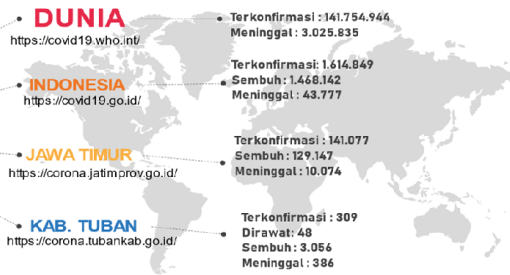 DUNIA
https://covid19.who.int/
Terkonfirmasi : 141.754.944
Meninggal : 3.025.835
INDONESIA
https://covid19.go.id/
Terkonfirmasi: 1.614.849
Sembuh : 1.468.142
Meninggal : 43.777
JAWA TIMUR
https://corona.jatimprov.go.id/
Terkonfirmasi : 141.077
Sembuh : 129.147
Meninggal : 10.074
KAB. TUBAN
https://corona.tubankab.go.id/
Terkonfirmasi : 309
Dirawat: 48
Sembuh : 3.056
Meninggal : 386